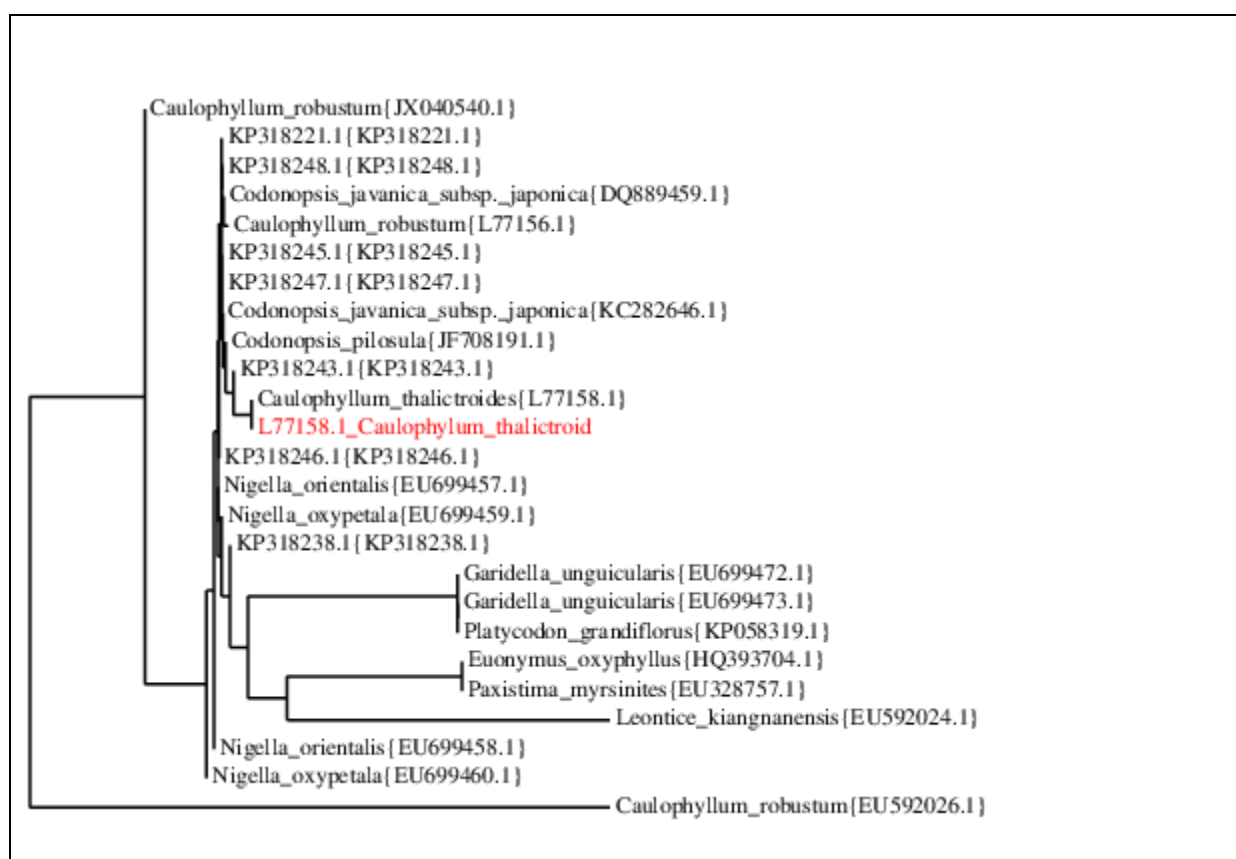 Caulophyllum_robustum{JX040540.1}
KP318221.1{KP318221.1}
KP318248.1{KP318248.1}
Codonopsis_javanica_subsp._japonica{DQ889459.1}
Caulophyllum_robustum{L77156.1}
KP318245.1{KP318245.1}
KP318247.1{KP318247.1}
Codonopsis_javanica_subsp._japonica{KC282646.1}
Codonopsis_pilosula{JF708191.1}
KP318243.1{KP318243.1}
Caulophyllum_thalictroides{L77158.1}
L77158.1_Caulophylum_thalictroid
KP318246.1{KP318246.1}
Nigella_orientalis{EU699457.1}
Nigella_oxypetala{EU699459.1}
KP318238.1{KP318238.1}
Garidella_unguicularis{EU699472.1}
Garidella_unguicularis{EU699473.1}
Platycodon_grandiflorus{KP058319.1}
Euonymus_oxyphyllus{HQ393704.1}
Paxistima_myrsinites{EU328757.1}
Leontice_kiangnanensis{EU592024.1}
Nigella_orientalis{EU699458.1}
Nigella_oxypetala{EU699460.1}
Caulophyllum_robustum{EU592026.1}